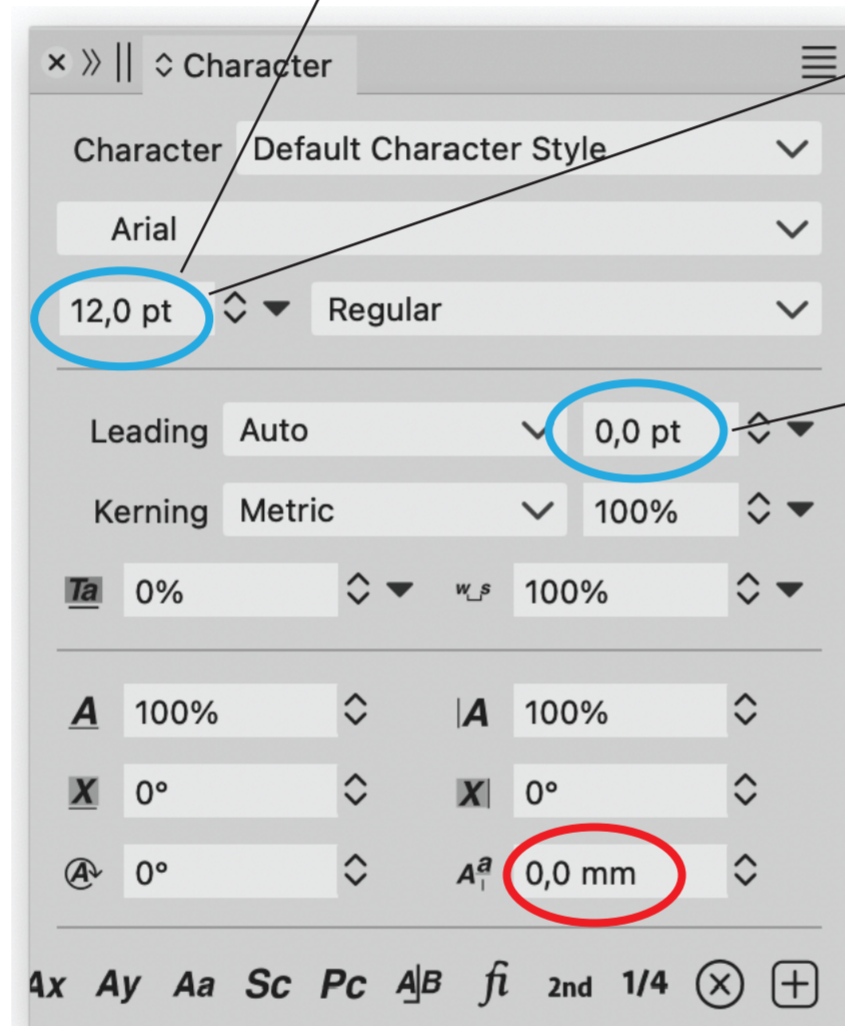 Character
Character Default Character Style
Arial
12,0 pt Regular
Leading Auto 0,0 pt
Kerning Metric 100%
Ta 0% w_s 100%
A 100% A 100%
X 0° X 0°
A 0° Aa 0,0 mm
Ax Ay Aa Sc Pc A|B fi 2nd 1/4